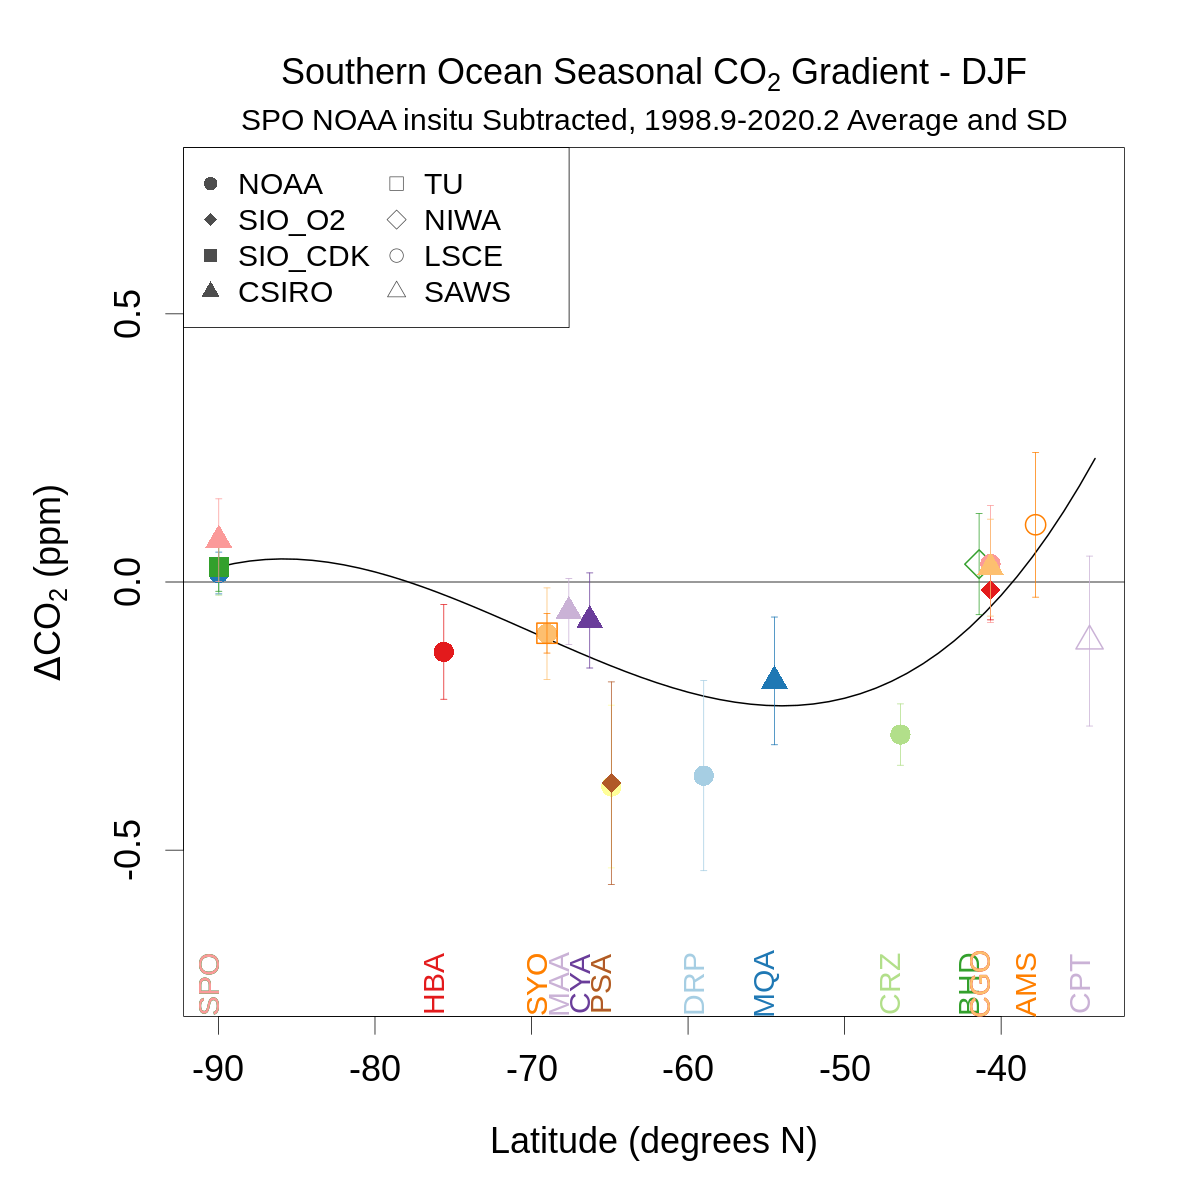 Southern Ocean Seasonal CO2 Gradient - DJF
SPO NOAA insitu Subtracted, 1998.9-2020.2 Average and SD
NOAA TU
SIO_O2 NIWA
SIO_CDK LSCE
CSIRO SAWS
ΔCO2 (ppm)
0.5
0.0
-0.5
SPO
HBA
SYO
MAA
CYA
PSA
DRP
MQA
CRZ
BHD
CGO
AMS
CPT
-90 -80 -70 -60 -50 -40
Latitude (degrees N)